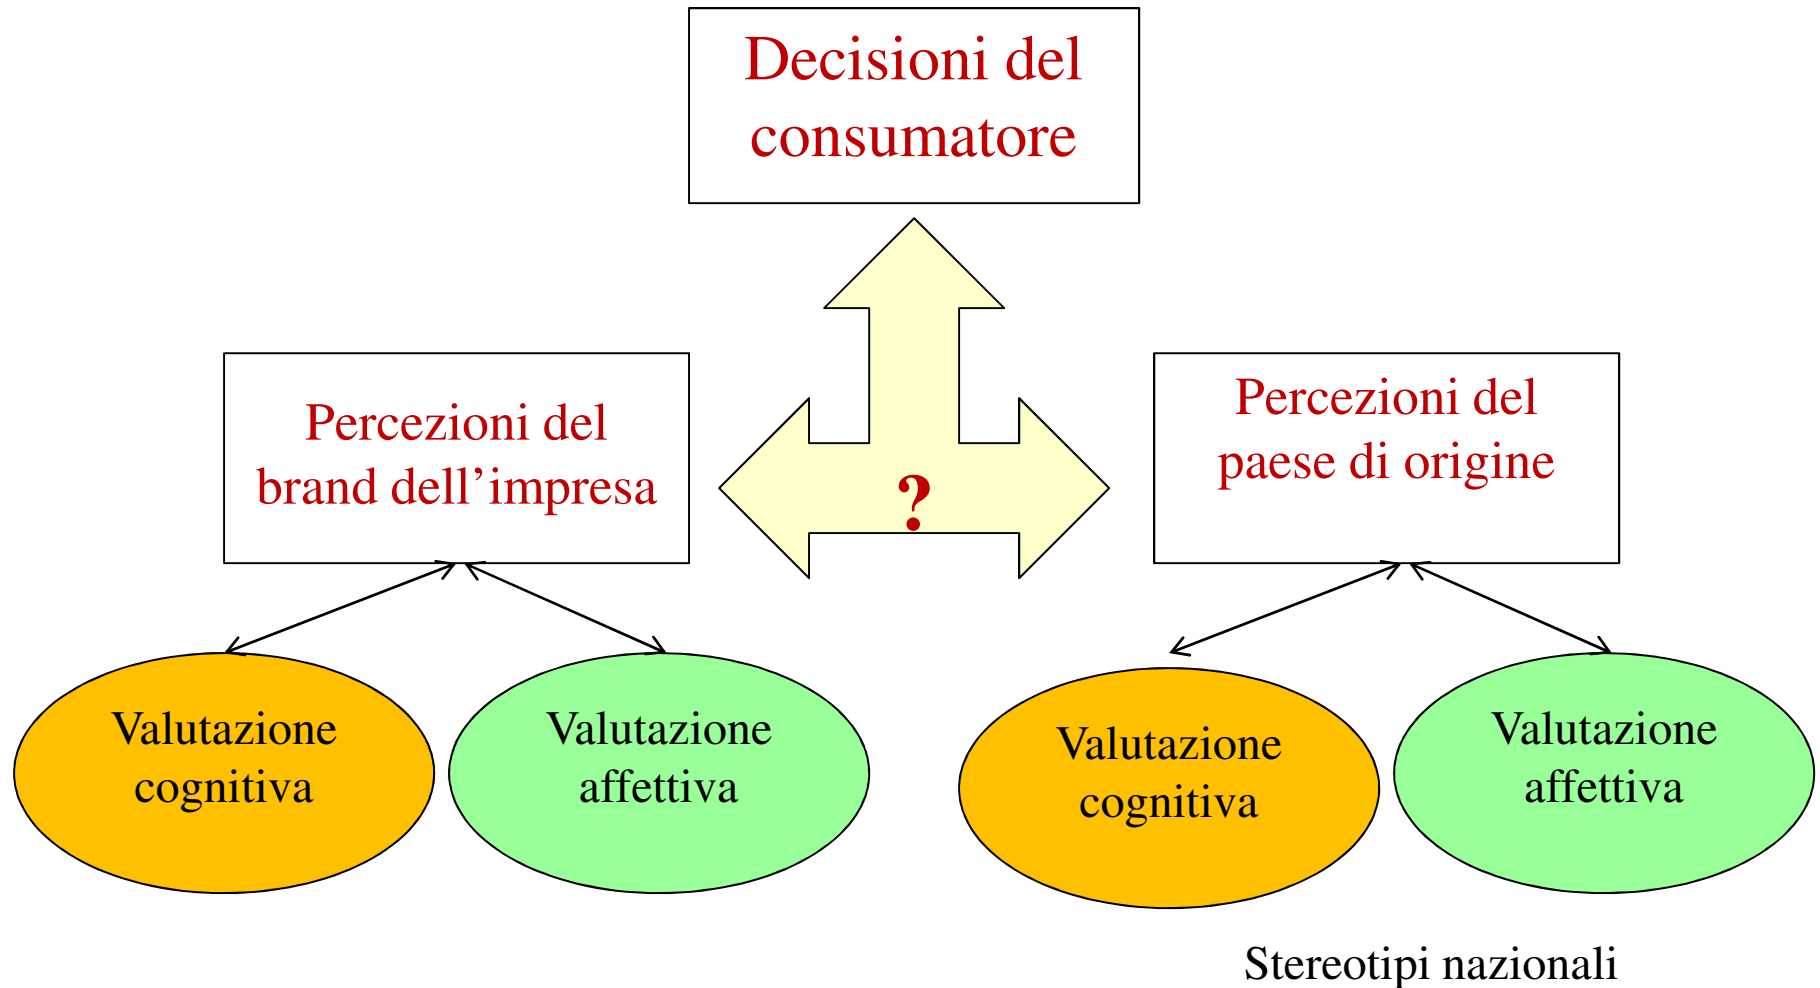 Decisioni del
consumatore
Percezioni del
brand dell’impresa
?
Percezioni del
paese di origine
Valutazione
cognitiva
Valutazione
affettiva
Valutazione
cognitiva
Valutazione
affettiva
Stereotipi nazionali